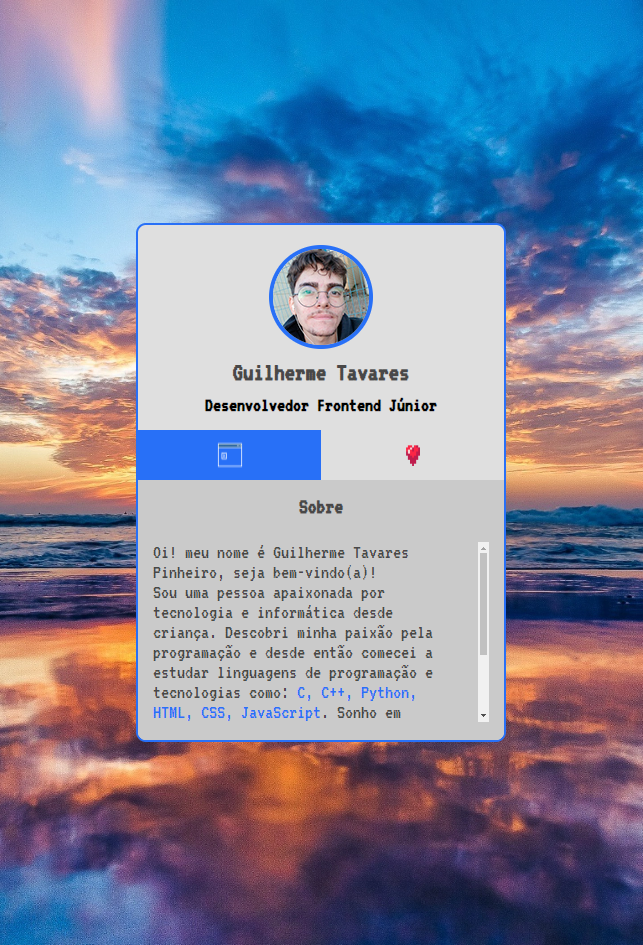 Guilherme Tavares
Desenvolvedor Frontend Júnior
Sobre
Oi! meu nome é Guilherme Tavares
Pinheiro, seja bem-vindo(a)!
Sou uma pessoa apaixonada por
tecnologia e informática desde
criança. Descobri minha paixão pela
programação e desde então comecei a
estudar linguagens de programação e
tecnologias como: C, C++, Python,
HTML, CSS, JavaScript. Sonho em